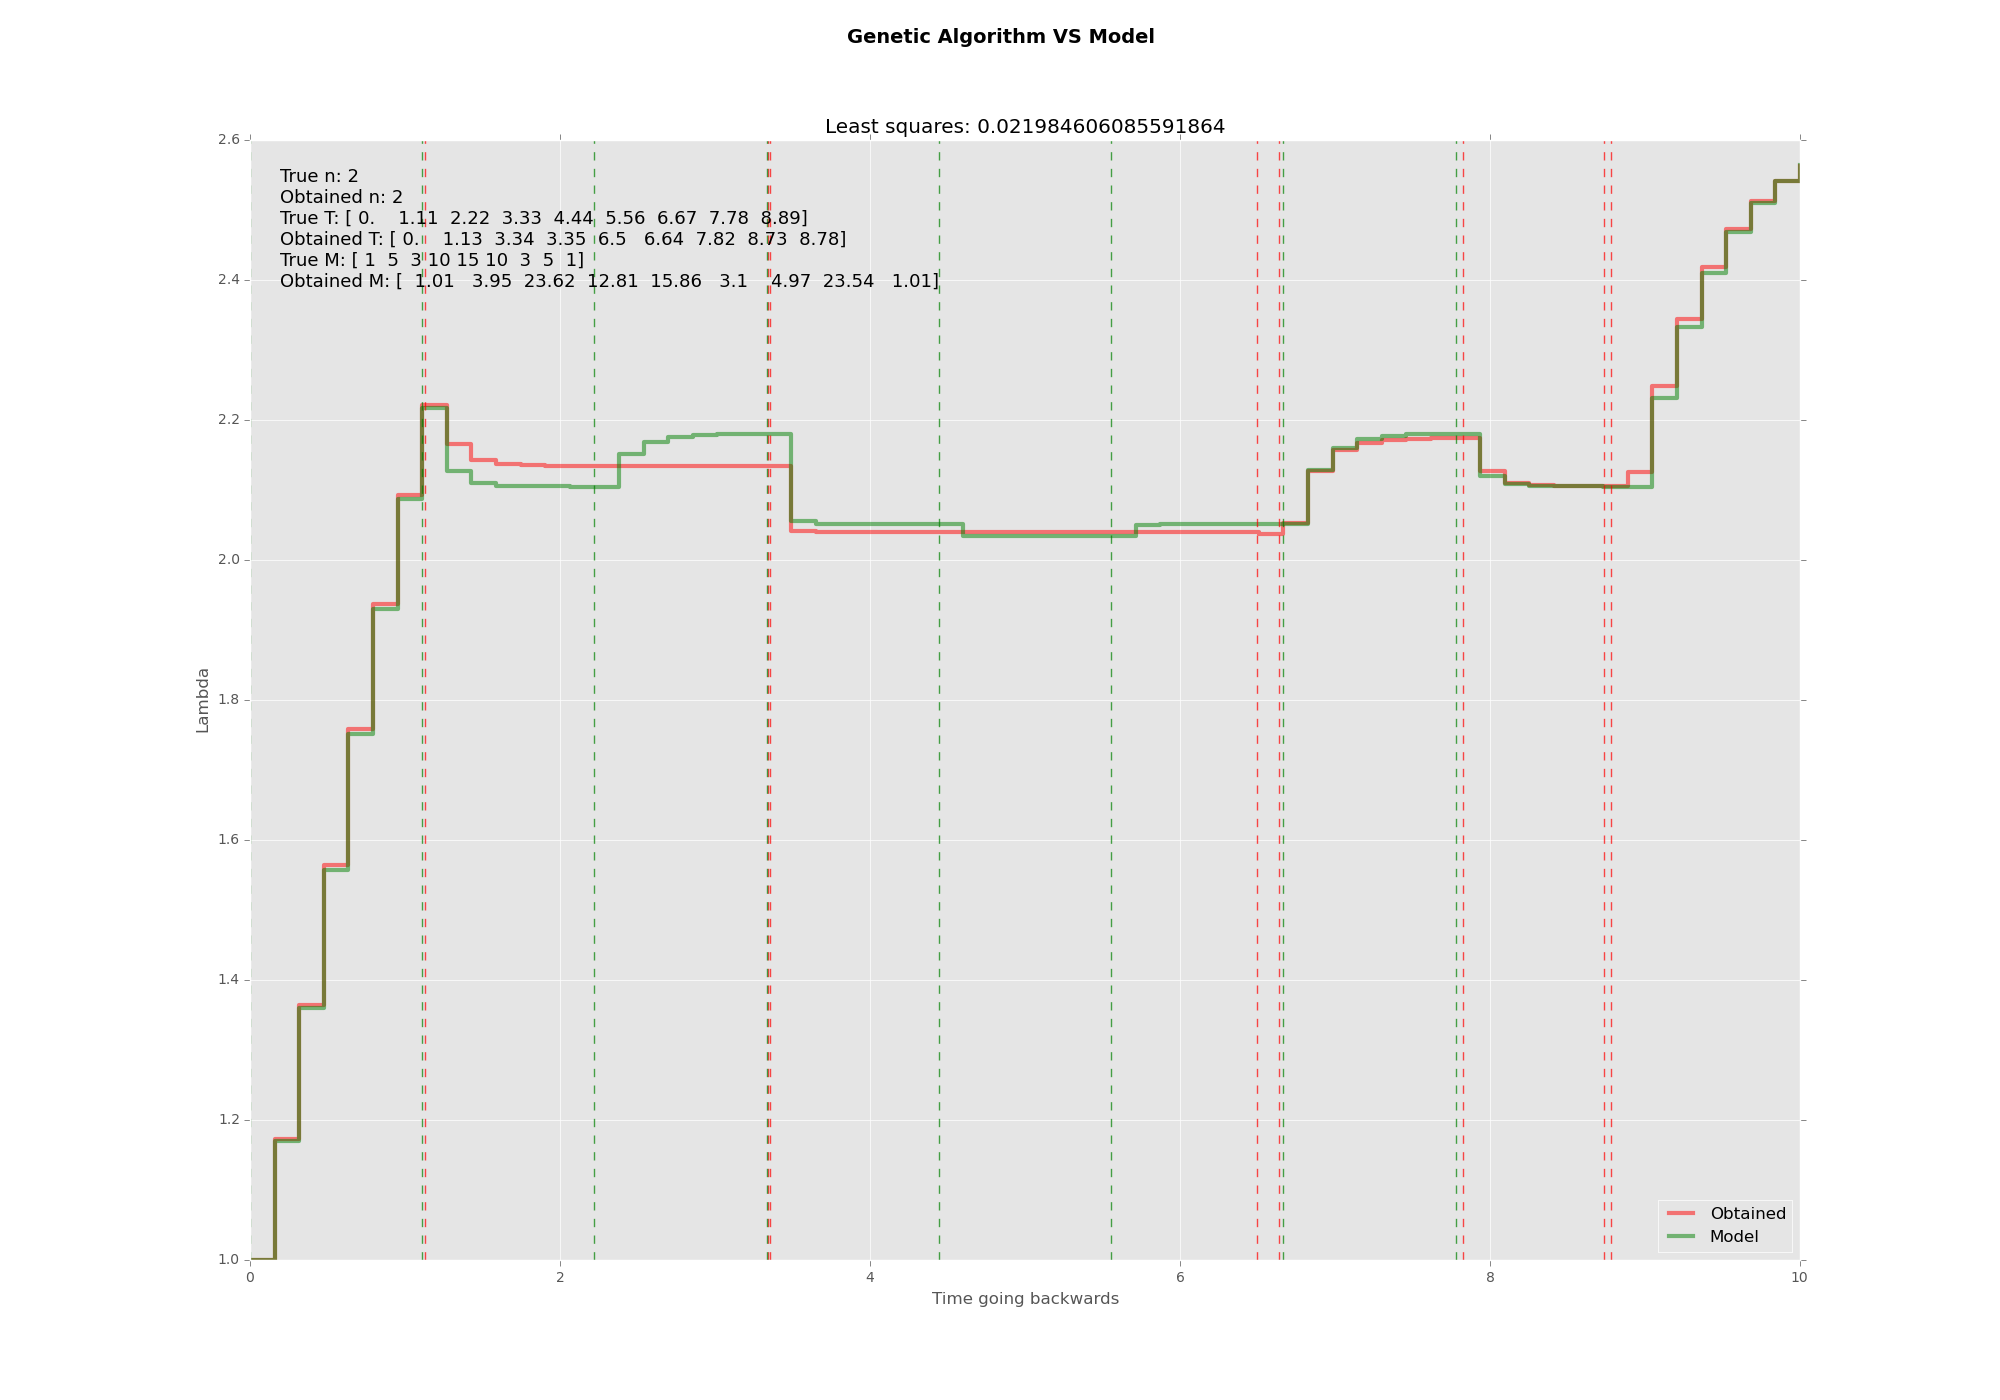 Genetic Algorithm VS Model
Least squares: 0.021984606085591864
True n: 2
Obtained n: 2
True T: [ 0. 1.11 2.22 3.33 4.44 5.56 6.67 7.78 8.89]
Obtained T: [ 0. 1.13 3.34 3.35 6.5 6.64 7.82 8.73 8.78]
True M: [ 1 5 3 10 15 10 3 5 1]
Obtained M: [ 1.01 3.95 23.62 12.81 15.86 3.1 4.97 23.54 1.01]
2.6
2.4
2.2
2.0
1.8
1.6
1.4
1.2
1.0
Lambda
0 2 4 6 8 10
Time going backwards
Obtained
Model